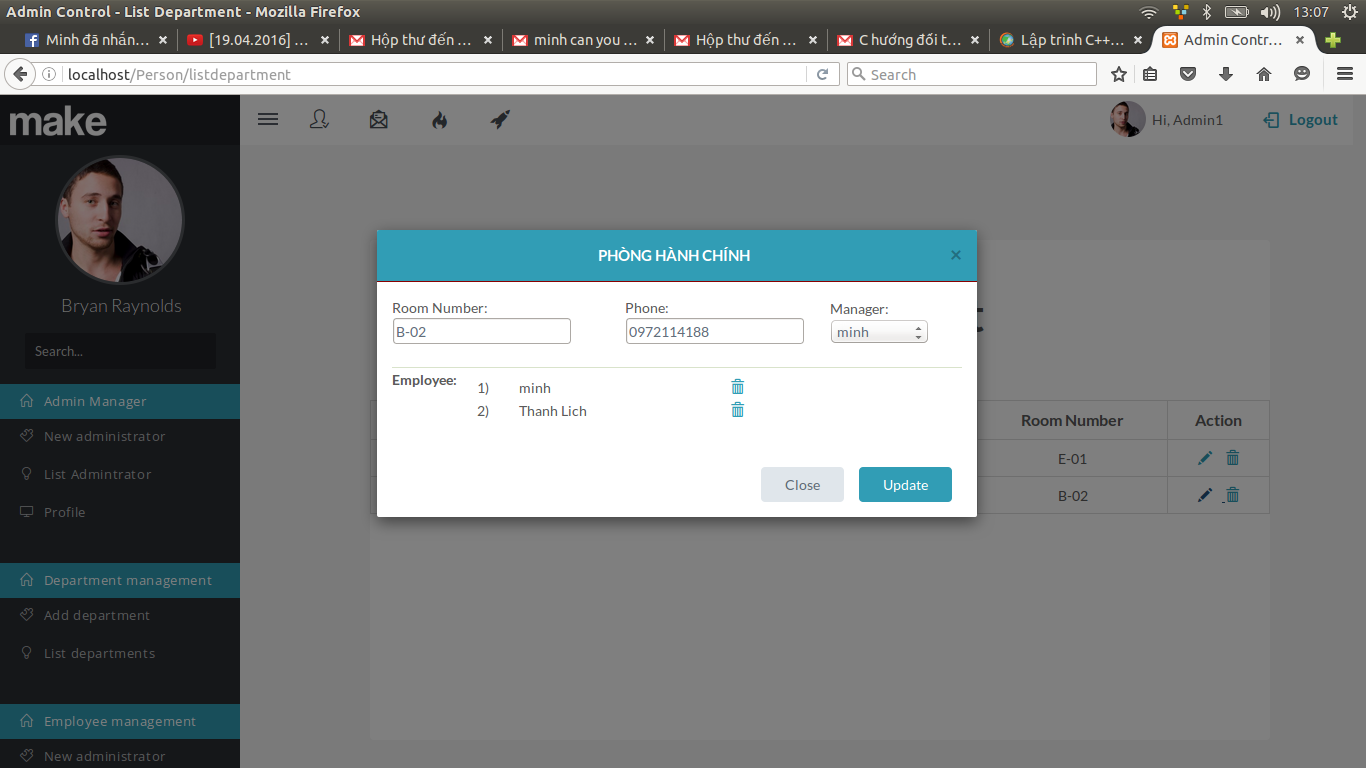 Admin Control - List Department - Mozilla Firefox
13:07
Minh đã nhắn...
[19.04.2016] ...
Hộp thư đến ...
minh can you ...
Hộp thư đến ...
C hướng đối t...
Lập trình C++...
Admin Contr...
localhost/Person/listdepartment
Search
make
Hi, Admin1
Logout
Bryan Raynolds
Search...
Admin Manager
New administrator
List Admintrator
Profile
Department management
Add department
List departments
Employee management
New administrator
PHÒNG HÀNH CHÍNH
×
Room Number:
Phone:
Manager:
B-02
0972114188
minh
Employee:
1) minh
2) Thanh Lich
Close
Update
Room Number
Action
E-01
B-02